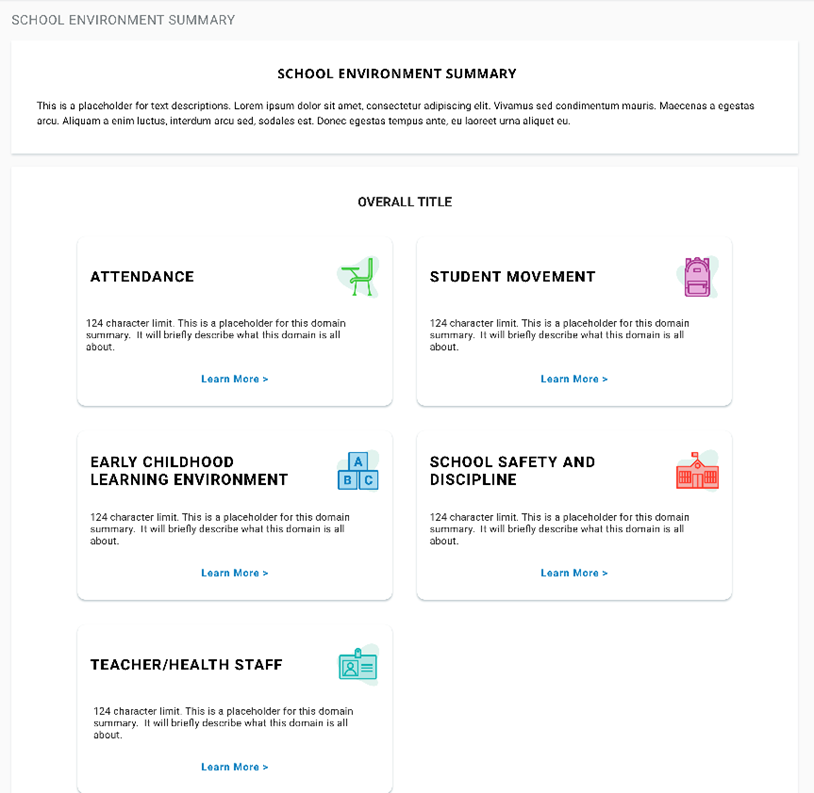 SCHOOL ENVIRONMENT SUMMARY
SCHOOL ENVIRONMENT SUMMARY
This is a placeholder for text descriptions. Lorem ipsum dolor sit amet, consectetur adipiscing elit. Vivamus sed condimentum mauris. Maecenas a egestas
arcu. Aliquam a enim luctus, interdum arcu sed, sodales est. Donec egestas tempus ante, eu laoreet urna aliquet eu.
OVERALL TITLE
ATTENDANCE
124 character limit. This is a placeholder for this domain
summary.  It will briefly describe what this domain is all
about.
Learn More >
STUDENT MOVEMENT
124 character limit. This is a placeholder for this domain
summary.  It will briefly describe what this domain is all
about.
Learn More >
EARLY CHILDHOOD
LEARNING ENVIRONMENT
A
B C
124 character limit. This is a placeholder for this domain
summary.  It will briefly describe what this domain is all
about.
Learn More >
SCHOOL SAFETY AND
DISCIPLINE
124 character limit. This is a placeholder for this domain
summary.  It will briefly describe what this domain is all
about.
Learn More >
TEACHER/HEALTH STAFF
124 character limit. This is a placeholder for this domain
summary.  It will briefly describe what this domain is all
about.
Learn More >